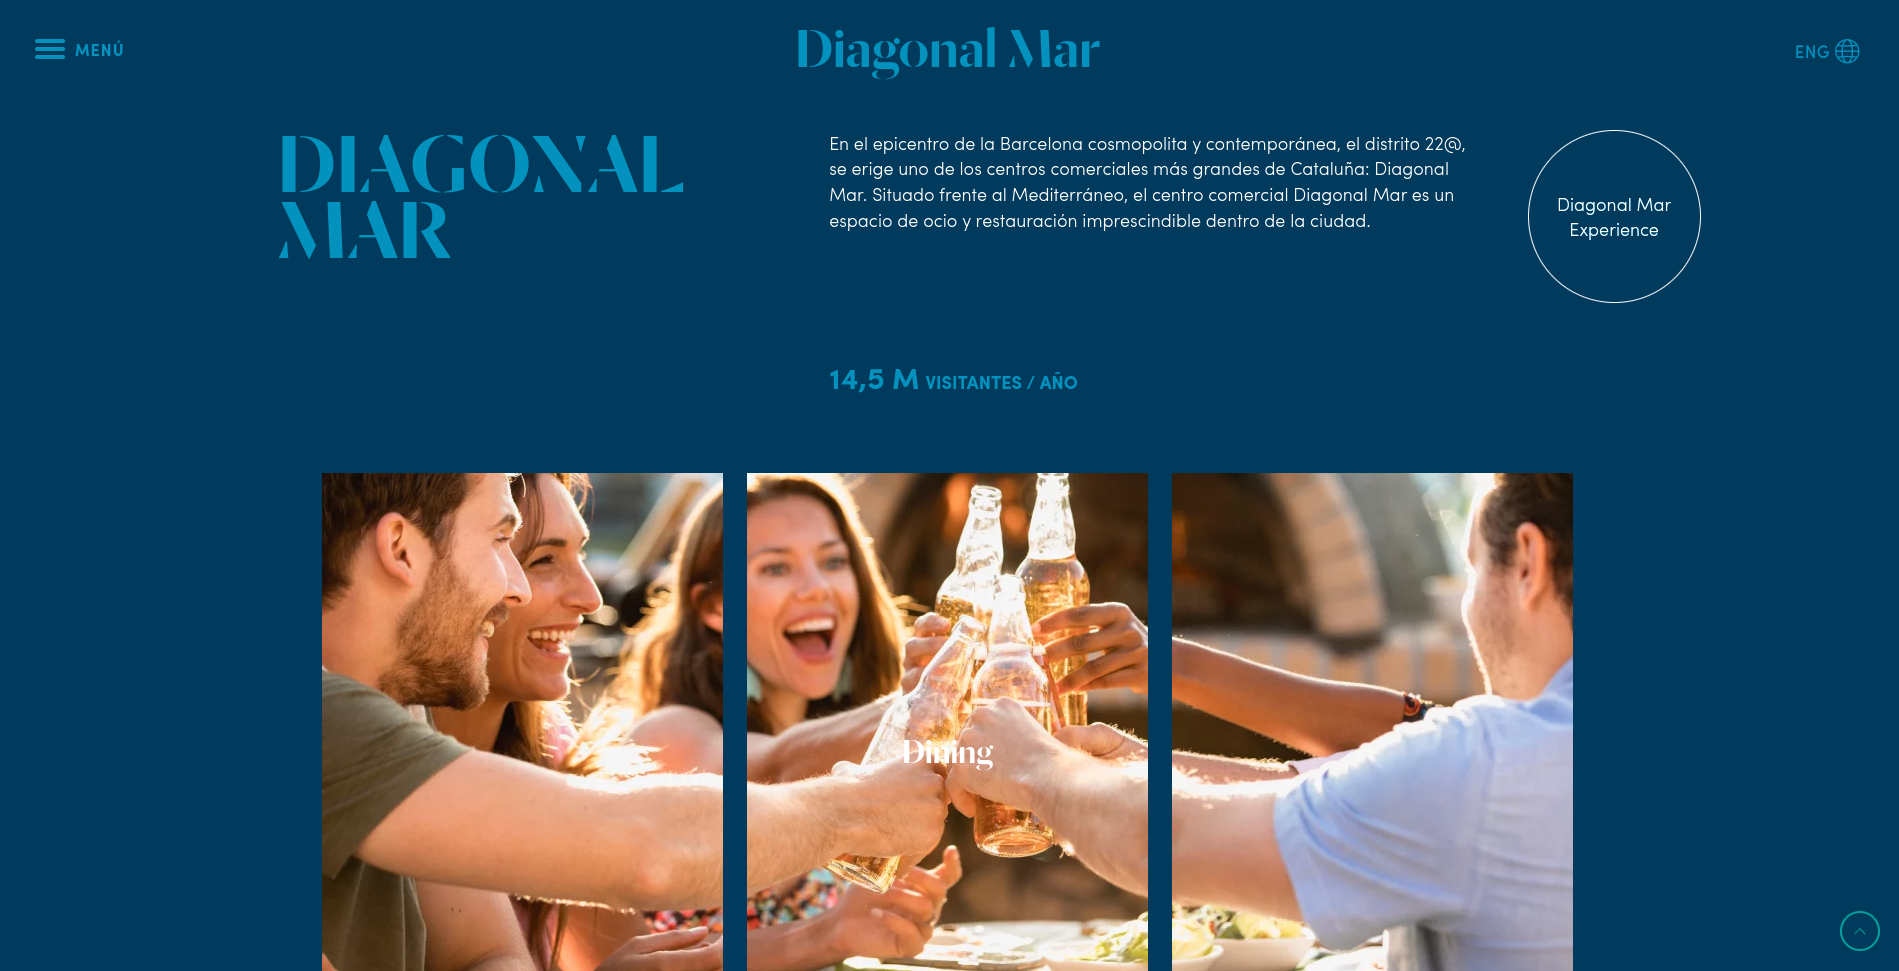 MENÚ
Diagonal Mar
ENG
DIAGONAL
MAR
En el epicentro de la Barcelona cosmopolita y contemporánea, el distrito 22@,
se erige uno de los centros comerciales más grandes de Cataluña: Diagonal
Mar. Situado frente al Mediterráneo, el centro comercial Diagonal Mar es un
espacio de ocio y restauración imprescindible dentro de la ciudad.
Diagonal Mar
Experience
14,5 M VISITANTES / AÑO
Dining